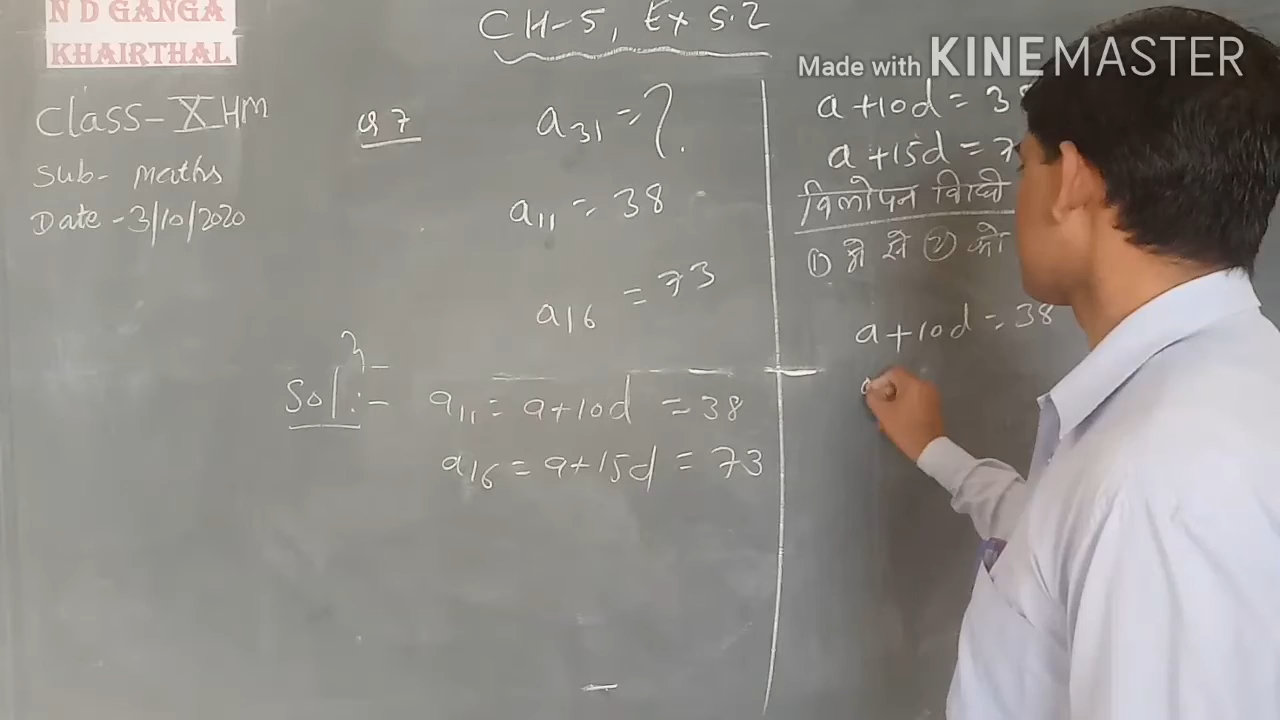 N D GANGA
KHAIRTHAL
CH-5, Ex 5.2
Made with KINEMASTER
Class- X HM
Sub- maths
Date -3/10/2020
Q 7
a31 = ?
a11 = 38
a16 = 73
Sol:-
a11 = a+10d = 38
a16 = a+15d = 73
a+10d = 38
a+15d = 7
विलोपन विधि
① मे से ② को
a+10d = 38